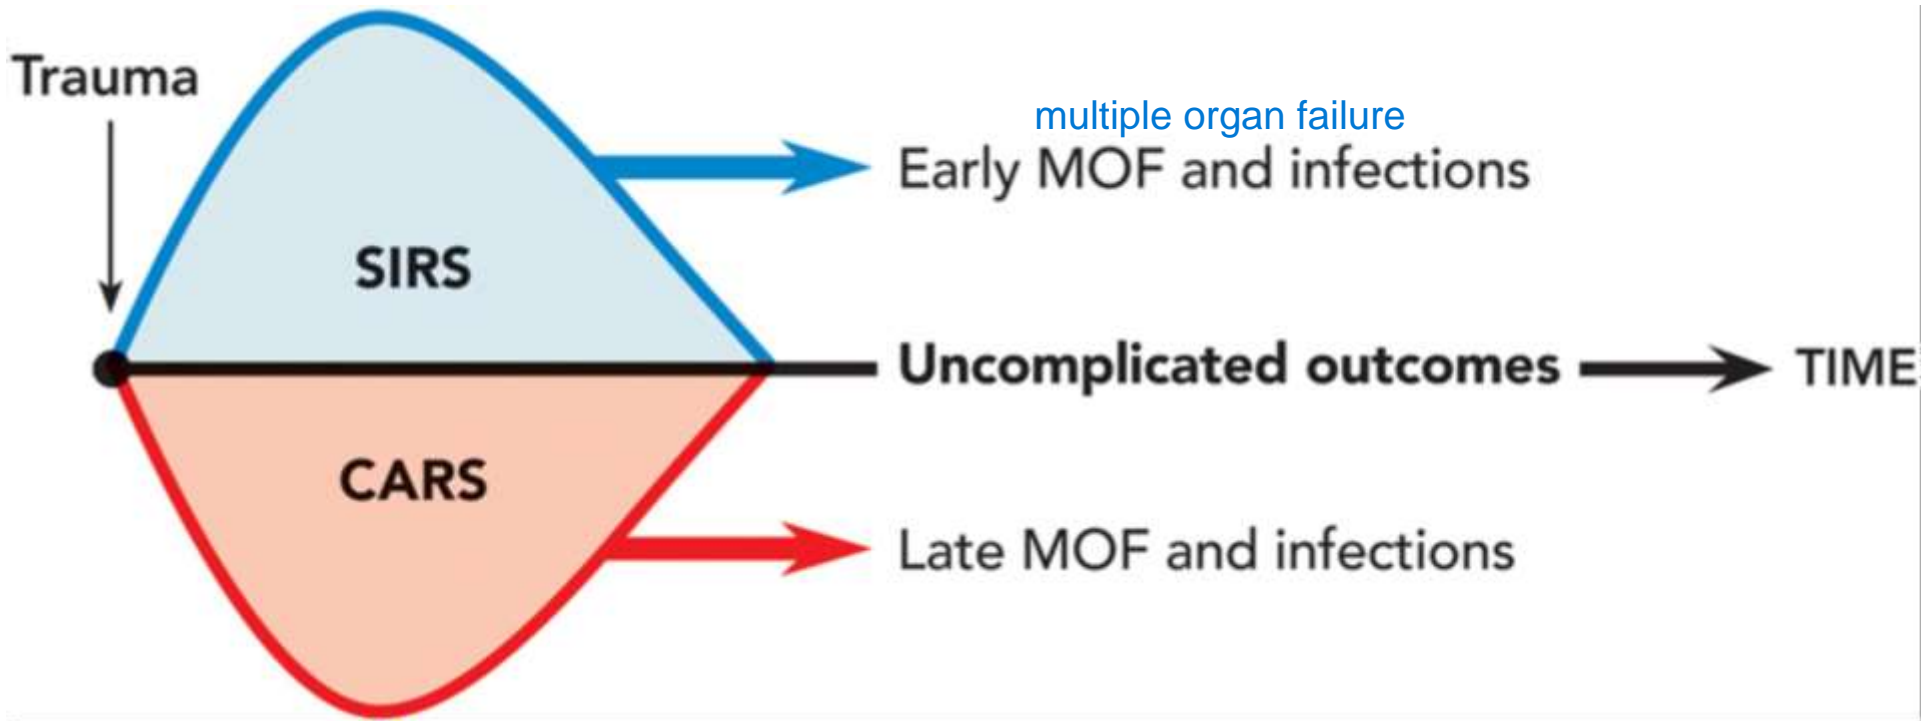 Trauma
multiple organ failure
Early MOF and infections
SIRS
Uncomplicated outcomes
TIME
CARS
Late MOF and infections